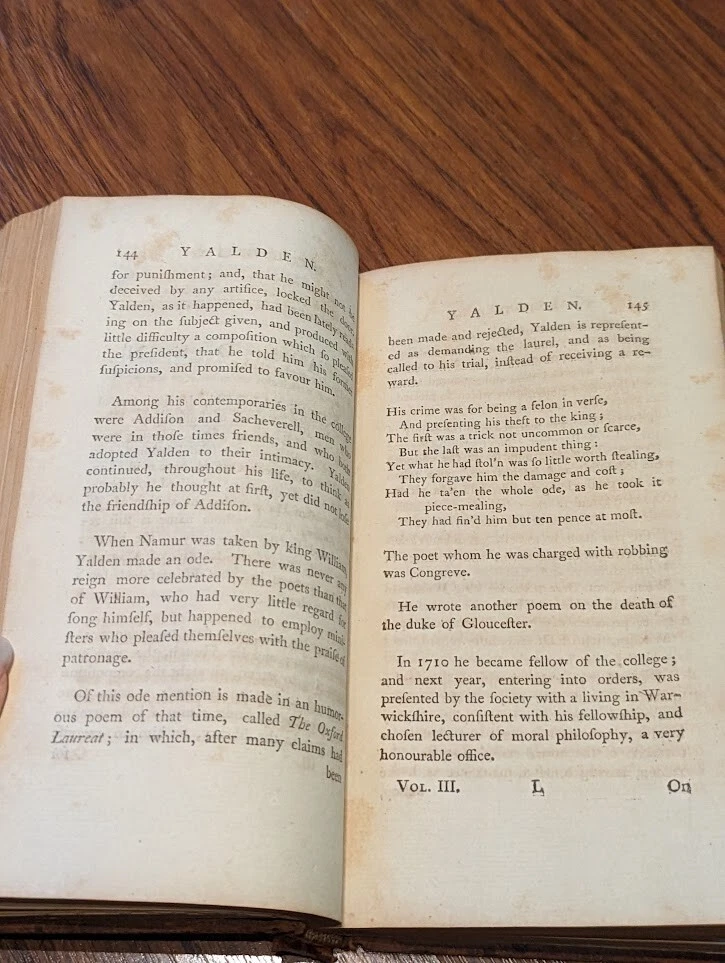 144 YALDEN.
for puniſhment; and, that he might not be
deceived by any artifice, locked the door.
Yalden, as it happened, had been lately read-
ing on the ſubject given, and produced with
little difficulty a compoſition which ſo pleaſed
the preſident, that he told him his former
ſuſpicions, and promiſed to favour him.
Among his contemporaries in the college
were Addiſon and Sacheverell, men who
were in thoſe times friends, and who both
adopted Yalden to their intimacy. Yalden
continued, throughout his life, to think as
probably he thought at firſt, yet did not loſe
the friendſhip of Addiſon.
When Namur was taken by king William,
Yalden made an ode. There was never any
reign more celebrated by the poets than that
of William, who had very little regard for
ſong himſelf, but happened to employ mini-
ſters who pleaſed themſelves with the praiſe of
patronage.
Of this ode mention is made in an humor-
ous poem of that time, called The Oxford
Laureat; in which, after many claims had
been
YALDEN. 145
been made and rejected, Yalden is repreſent-
ed as demanding the laurel, and as being
called to his trial, inſtead of receiving a re-
ward.
His crime was for being a felon in verſe,
And preſenting his theft to the king;
The firſt was a trick not uncommon or ſcarce,
But the laſt was an impudent thing:
Yet what he had ſtol'n was ſo little worth ſtealing,
They forgave him the damage and coſt;
Had he ta'en the whole ode, as he took it
piece-mealing,
They had fin'd him but ten pence at moſt.
The poet whom he was charged with robbing
was Congreve.
He wrote another poem on the death of
the duke of Glouceſter.
In 1710 he became fellow of the college;
and next year, entering into orders, was
preſented by the ſociety with a living in War-
wickſhire, conſiſtent with his fellowſhip, and
choſen lecturer of moral philoſophy, a very
honourable office.
VOL. III. L On